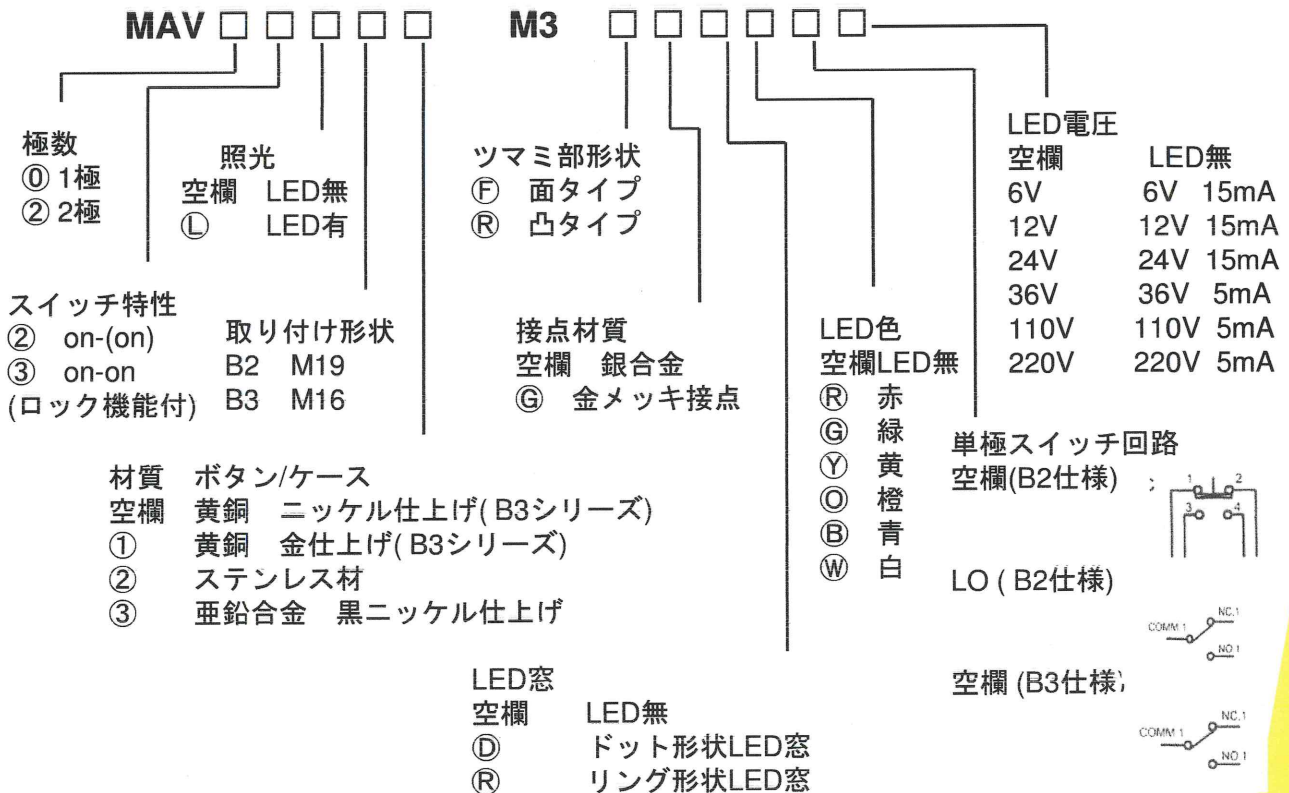 MAV □ □ □ □ □ M3 □ □ □ □ □ □
極数
⓪ 1極
② 2極
照光
空欄 LED無
Ⓛ LED有
スイッチ特性
② on-(on)
③ on-on
(ロック機能付)
取り付け形状
B2 M19
B3 M16
材質 ボタン/ケース
空欄 黄銅 ニッケル仕上げ(B3シリーズ)
① 黄銅 金仕上げ(B3シリーズ)
② ステンレス材
③ 亜鉛合金 黒ニッケル仕上げ
ツマミ部形状
Ⓕ 面タイプ
Ⓡ 凸タイプ
接点材質
空欄 銀合金
Ⓖ 金メッキ接点
LED窓
空欄 LED無
Ⓓ ドット形状LED窓
Ⓡ リング形状LED窓
LED色
空欄LED無
Ⓡ 赤
Ⓖ 緑
Ⓨ 黄
Ⓞ 橙
Ⓑ 青
Ⓦ 白
LED電圧
空欄 LED無
6V 6V 15mA
12V 12V 15mA
24V 24V 15mA
36V 36V 5mA
110V 110V 5mA
220V 220V 5mA
単極スイッチ回路
空欄(B2仕様)
1 2
3 4
LO ( B2仕様)
COMM.1 NC.1
NO.1
空欄 (B3仕様)
COMM.1 NC.1
NO.1